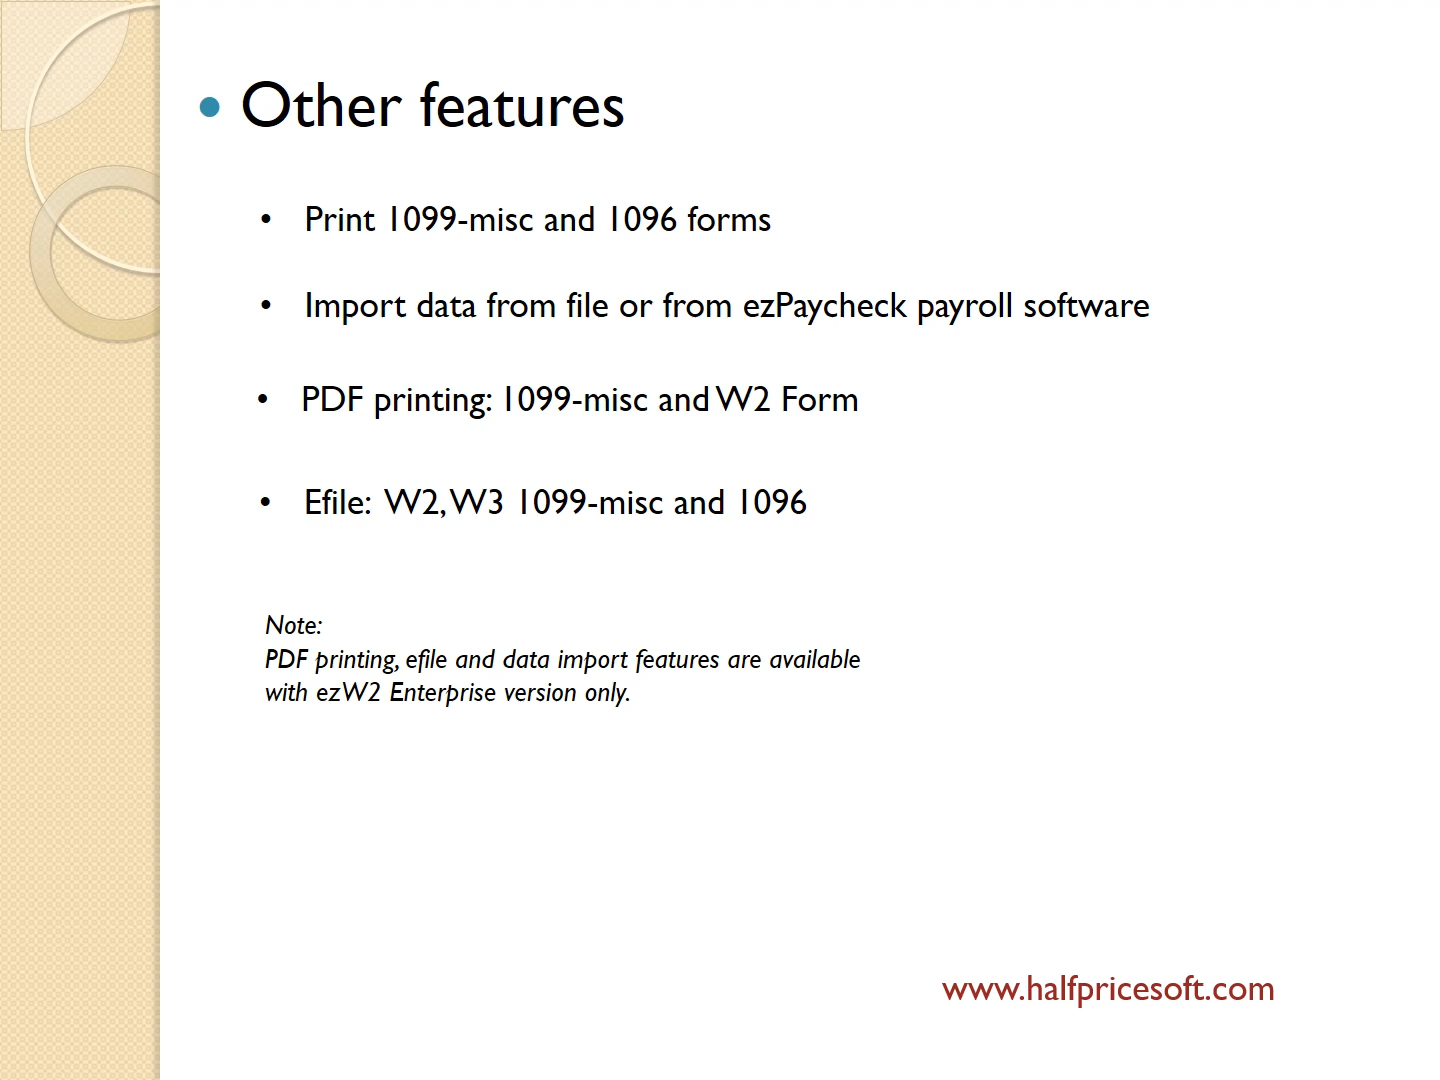 • Other features
• Print 1099-misc and 1096 forms
• Import data from file or from ezPaycheck payroll software
• PDF printing: 1099-misc and W2 Form
• Efile: W2, W3 1099-misc and 1096
Note:
PDF printing, efile and data import features are available
with ezW2 Enterprise version only.
www.halfpricesoft.com